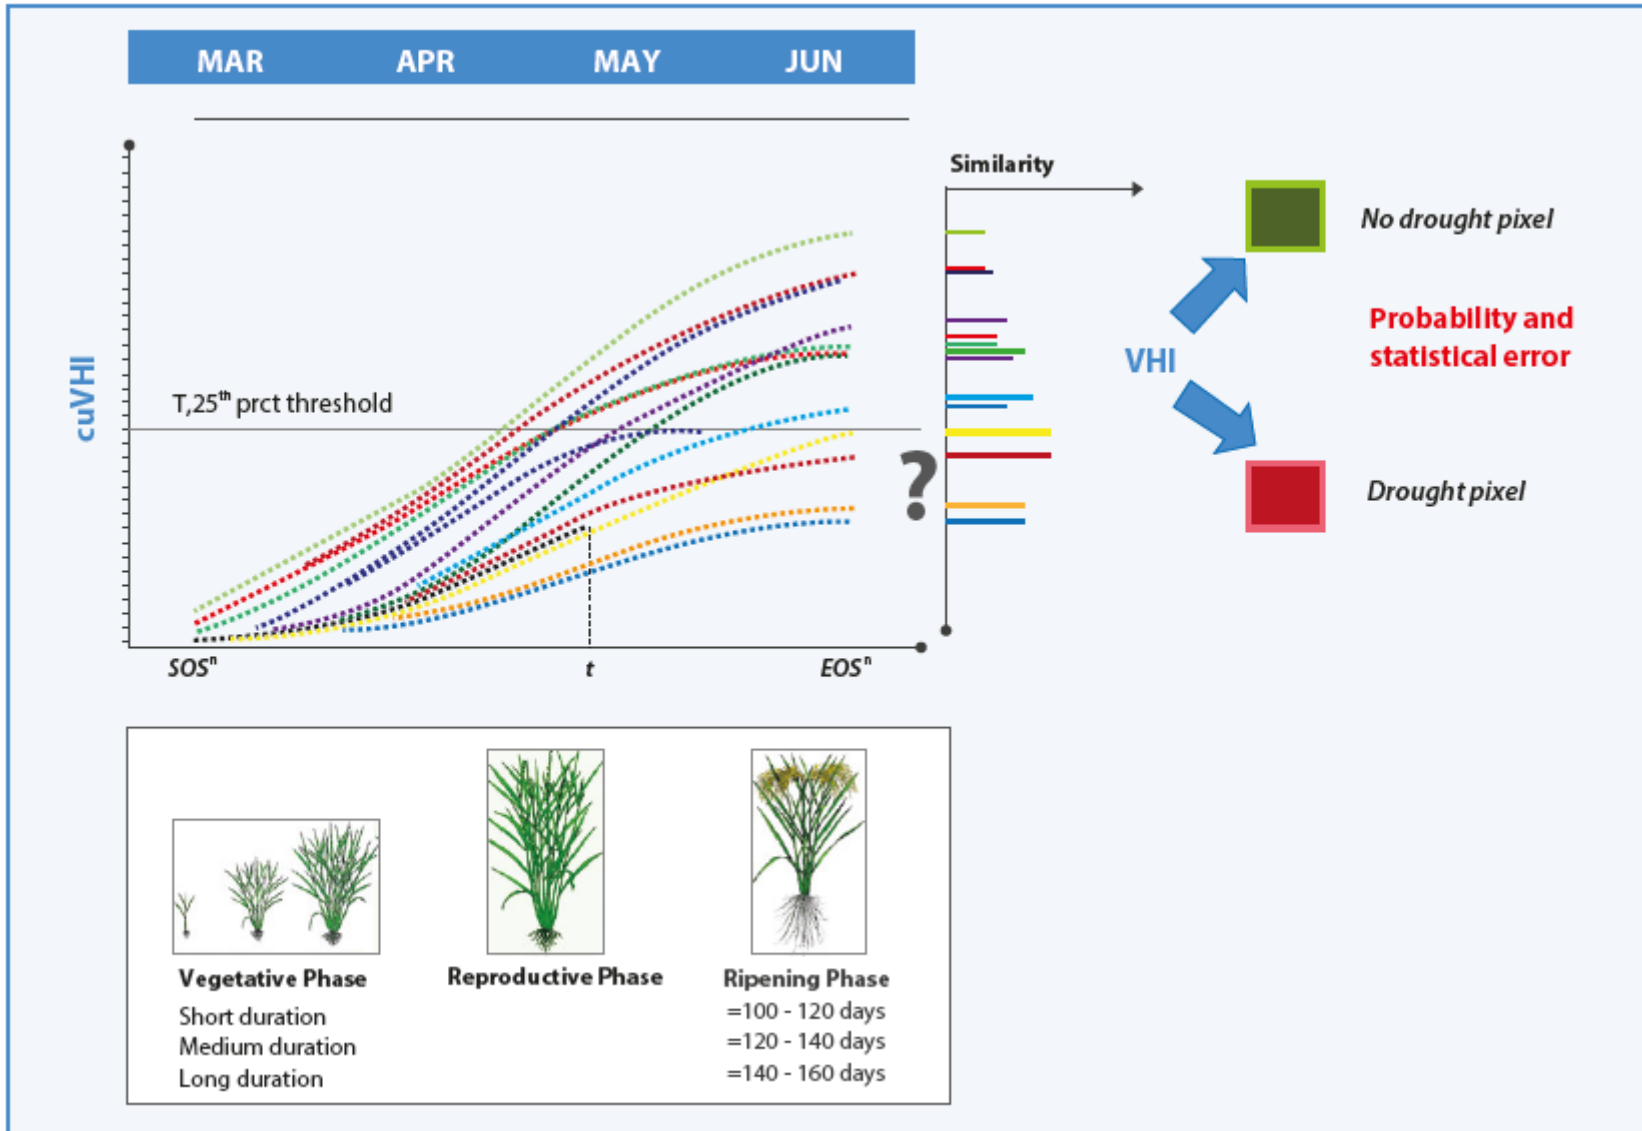 MAR APR MAY JUN
Similarity
No drought pixel
Probability and
statistical error
VHI
cuVHI
T,25th prct threshold
?
Drought pixel
SOSn t EOSn
Vegetative Phase
Short duration
Medium duration
Long duration
Reproductive Phase
Ripening Phase
=100 - 120 days
=120 - 140 days
=140 - 160 days